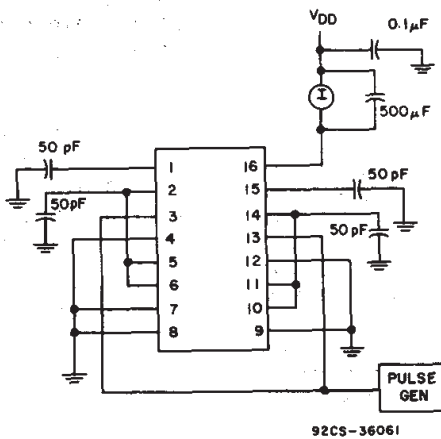 VDD
0.1µF
I
500µF
50 pF
50pF
1
2
3
4
5
6
7
8
16
15
14
13
12
11
10
9
50 pF
50 pF
PULSE
GEN
92CS-36061